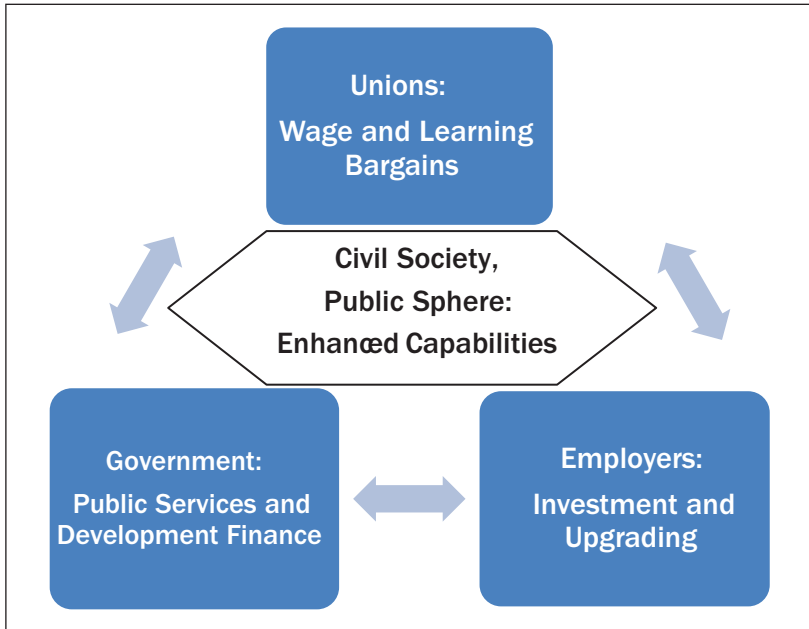 Unions:
Wage and Learning
Bargains
Civil Society,
Public Sphere:
Enhanœd Capabilities
Government:
Public Services and
Development Finance
Employers:
Investment and
Upgrading